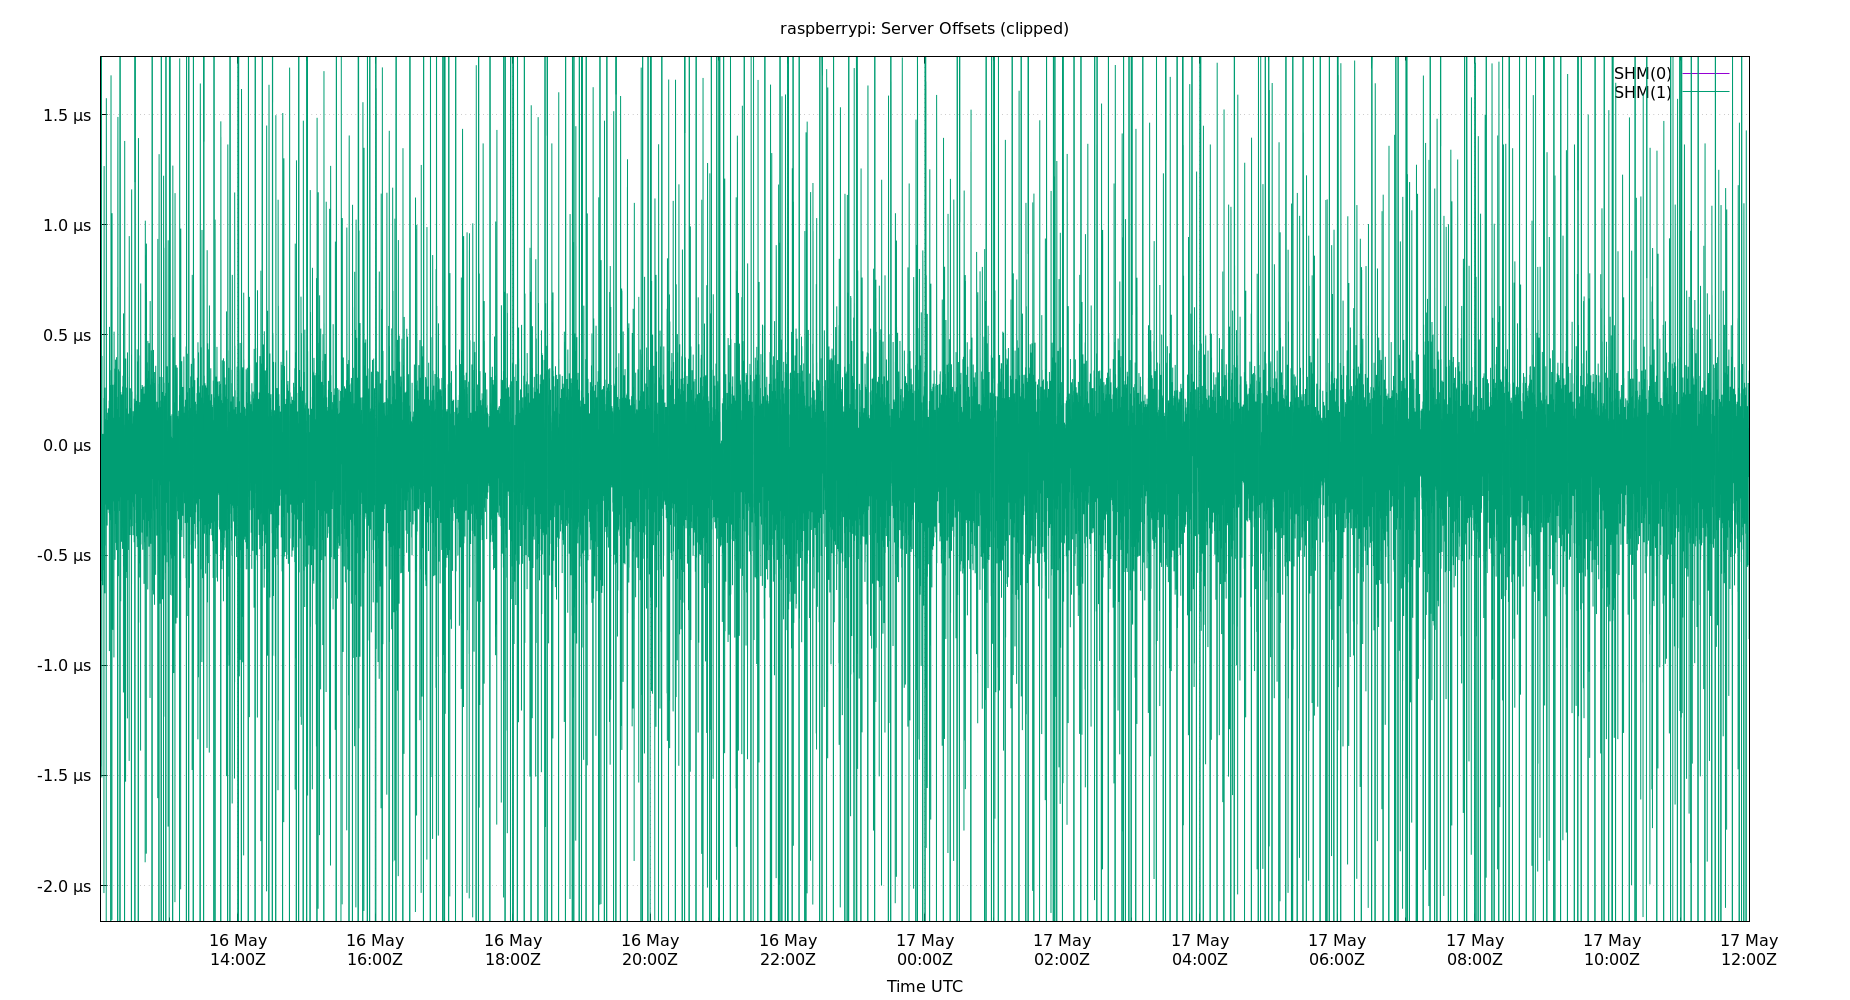 raspberrypi: Server Offsets (clipped)
SHM(0)
SHM(1)
1.5 µs
1.0 µs
0.5 µs
0.0 µs
-0.5 µs
-1.0 µs
-1.5 µs
-2.0 µs
16 May 16 May 16 May 16 May 16 May 17 May 17 May 17 May 17 May 17 May 17 May 17 May
14:00Z 16:00Z 18:00Z 20:00Z 22:00Z 00:00Z 02:00Z 04:00Z 06:00Z 08:00Z 10:00Z 12:00Z
Time UTC